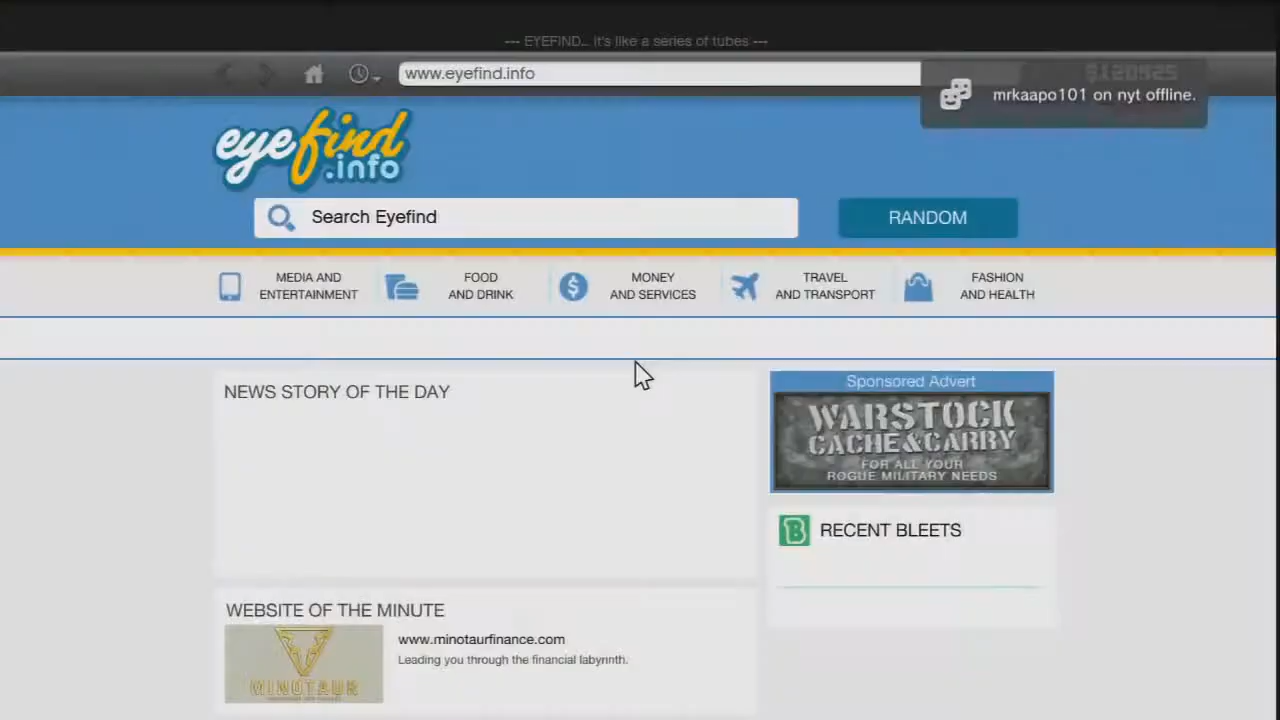 --- EYEFIND... it's like a series of tubes ---
www.eyefind.info
$120925
mrkaapo101 on nyt offline.
eyefind
.info
Search Eyefind
RANDOM
MEDIA AND
ENTERTAINMENT
FOOD
AND DRINK
MONEY
AND SERVICES
TRAVEL
AND TRANSPORT
FASHION
AND HEALTH
NEWS STORY OF THE DAY
Sponsored Advert
WARSTOCK
CACHE&CARRY
FOR ALL YOUR
ROGUE MILITARY NEEDS
B RECENT BLEETS
WEBSITE OF THE MINUTE
www.minotaurfinance.com
Leading you through the financial labyrinth.
MINOTAUR